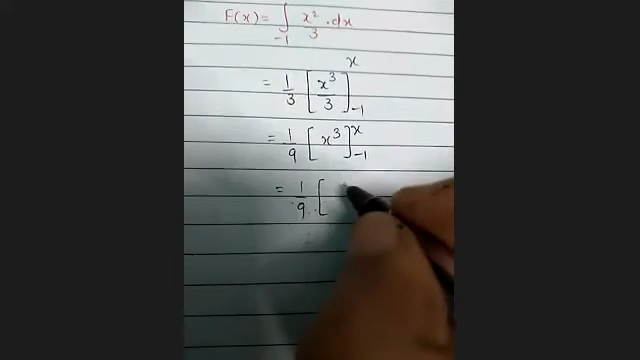 F(x) = ∫_{-1} x²/3 · dx
= 1/3 [x³/3]_{-1}^{x}
= 1/9 [x³]_{-1}^{x}
= 1/9 [